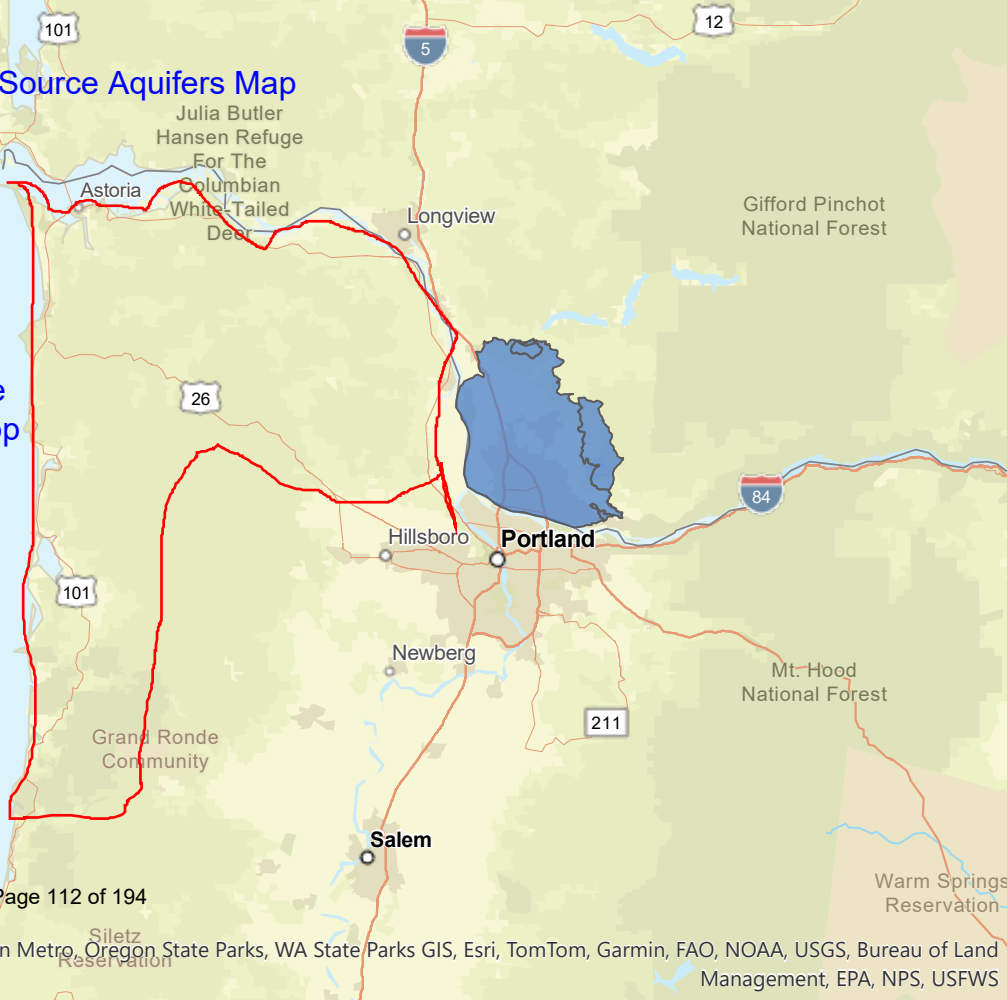 101
12
5
Source Aquifers Map
Julia Butler
Hansen Refuge
For The
Columbian
White-Tailed
Deer
Astoria
Longview
Gifford Pinchot
National Forest
e
op
26
84
Hillsboro
Portland
101
Newberg
Mt. Hood
National Forest
211
Grand Ronde
Community
Salem
Page 112 of 194
Warm Springs
Reservation
Siletz
Reservation
n Metro, Oregon State Parks, WA State Parks GIS, Esri, TomTom, Garmin, FAO, NOAA, USGS, Bureau of Land
Management, EPA, NPS, USFWS